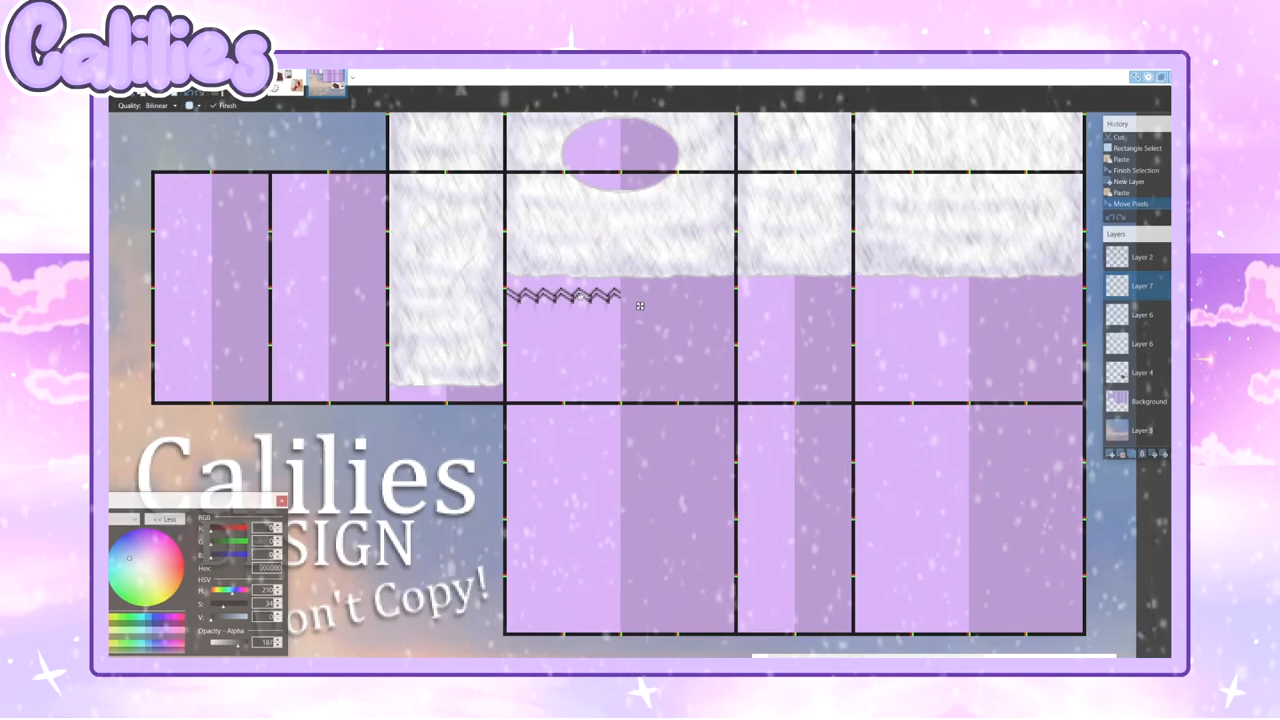 Calilies
Quality: Bilinear Finish
History
Cut
Rectangle Select
Paste
Finish Selection
New Layer
Paste
Move Pixels
Layers
Layer 2
Layer 7
Layer 6
Layer 6
Layer 4
Background
Layer 3
Calilies
SIGN
on't Copy!
<< Less
RGB
R:
G:
B:
Hex: 000000
HSV
H: 210
S:
V:
Opacity - Alpha
187